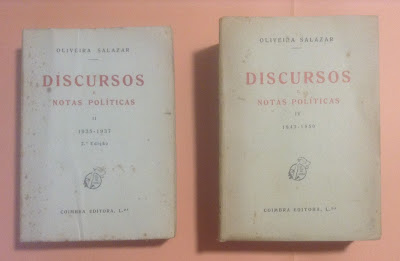 OLIVEIRA SALAZAR
DISCURSOS
E
NOTAS POLÍTICAS
II
1935-1937
2.ª Edição
COIMBRA EDITORA, L.DA
OLIVEIRA SALAZAR
DISCURSOS
E
NOTAS POLÍTICAS
IV
1943-1950
COIMBRA EDITORA, L.DA